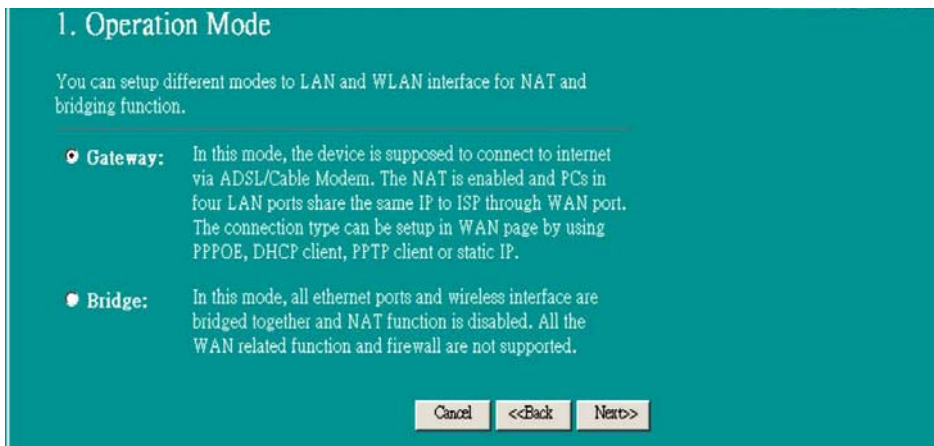 1. Operation Mode
You can setup different modes to LAN and WLAN interface for NAT and
bridging function.
Gateway: In this mode, the device is supposed to connect to internet
via ADSL/Cable Modem. The NAT is enabled and PCs in
four LAN ports share the same IP to ISP through WAN port.
The connection type can be setup in WAN page by using
PPPOE, DHCP client, PPTP client or static IP.
Bridge: In this mode, all ethernet ports and wireless interface are
bridged together and NAT function is disabled. All the
WAN related function and firewall are not supported.
Cancel <<Back Next>>